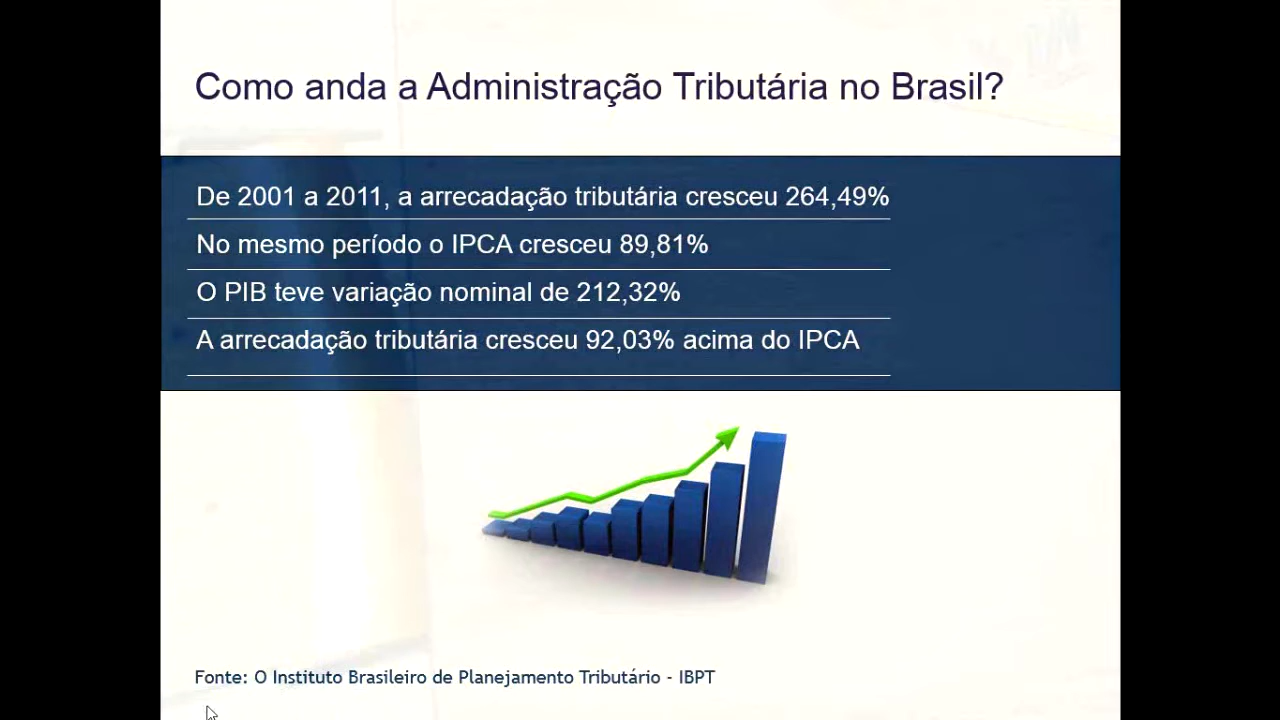 Como anda a Administração Tributária no Brasil?
De 2001 a 2011, a arrecadação tributária cresceu 264,49%
No mesmo período o IPCA cresceu 89,81%
O PIB teve variação nominal de 212,32%
A arrecadação tributária cresceu 92,03% acima do IPCA
Fonte: O Instituto Brasileiro de Planejamento Tributário - IBPT